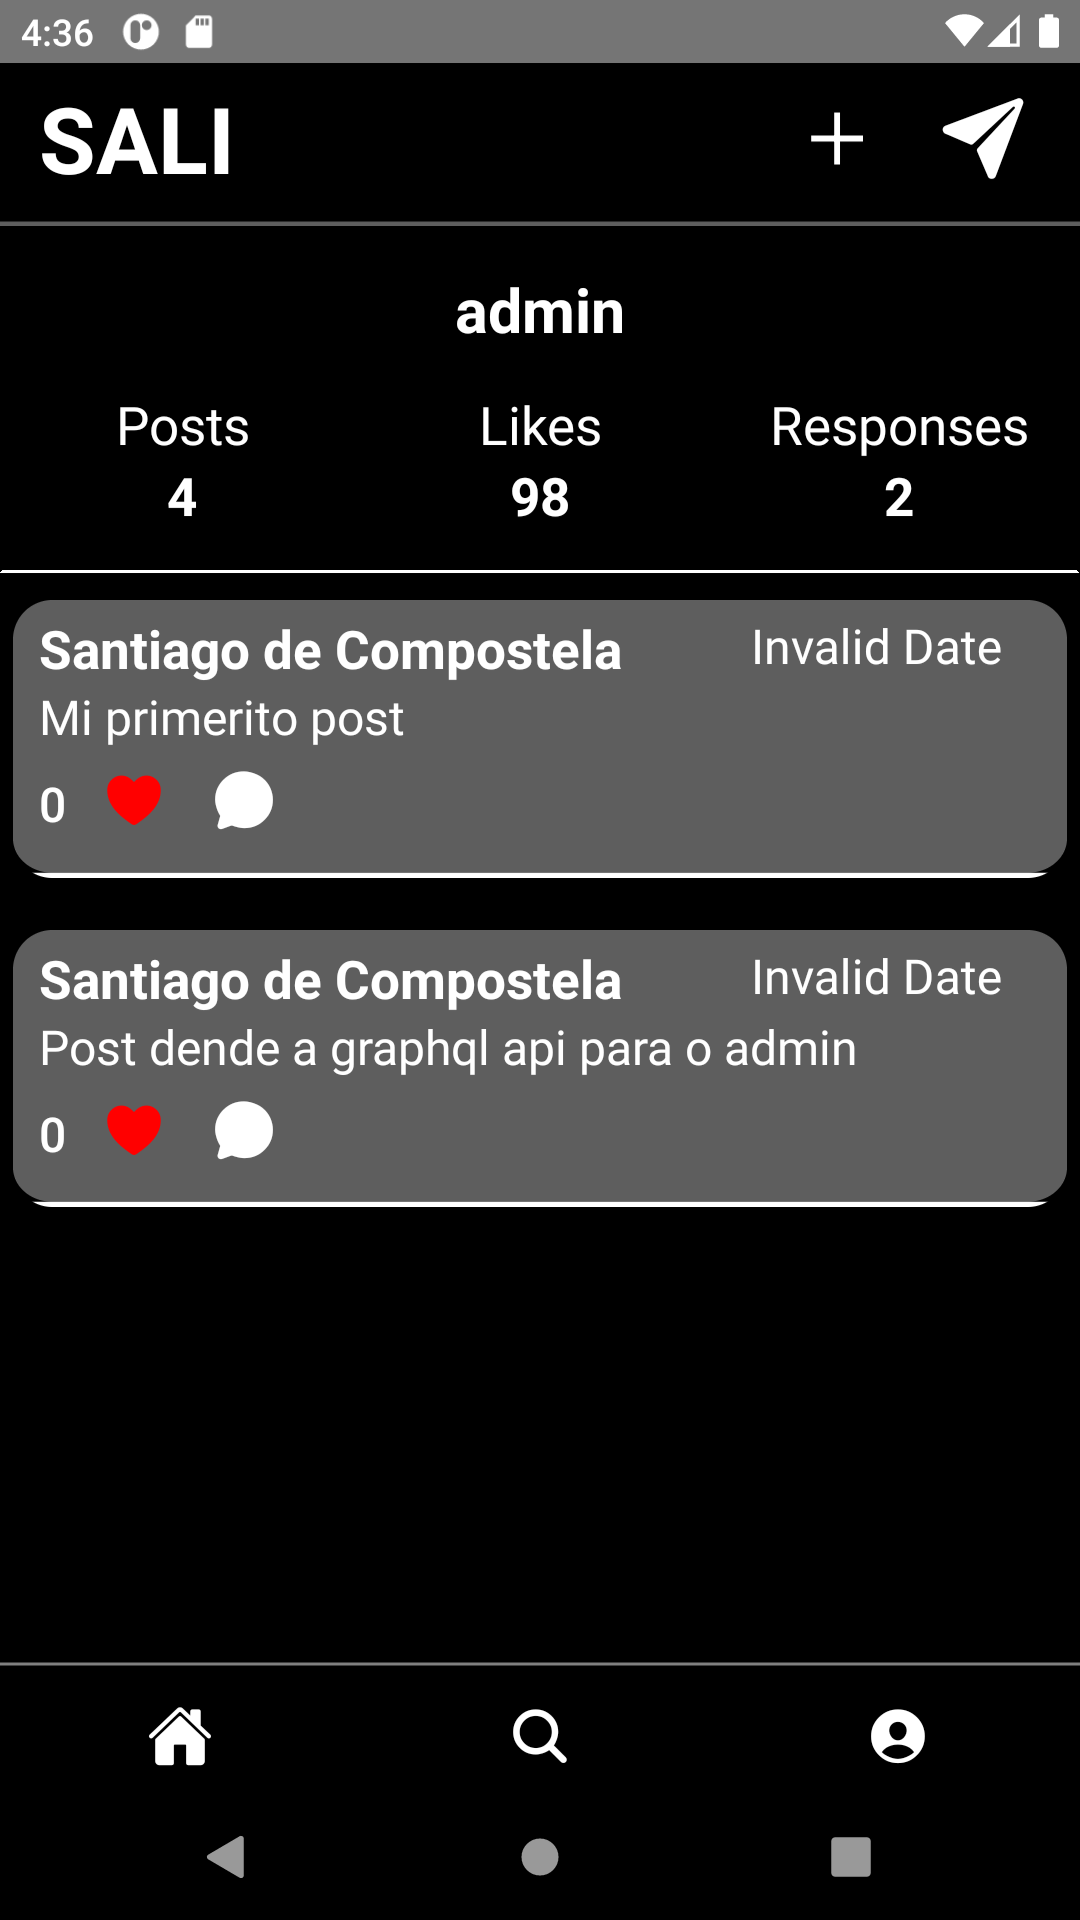 4:36
SALI
admin
Posts Likes Responses
4 98 2
Santiago de Compostela Invalid Date
Mi primerito post
0
Santiago de Compostela Invalid Date
Post dende a graphql api para o admin
0